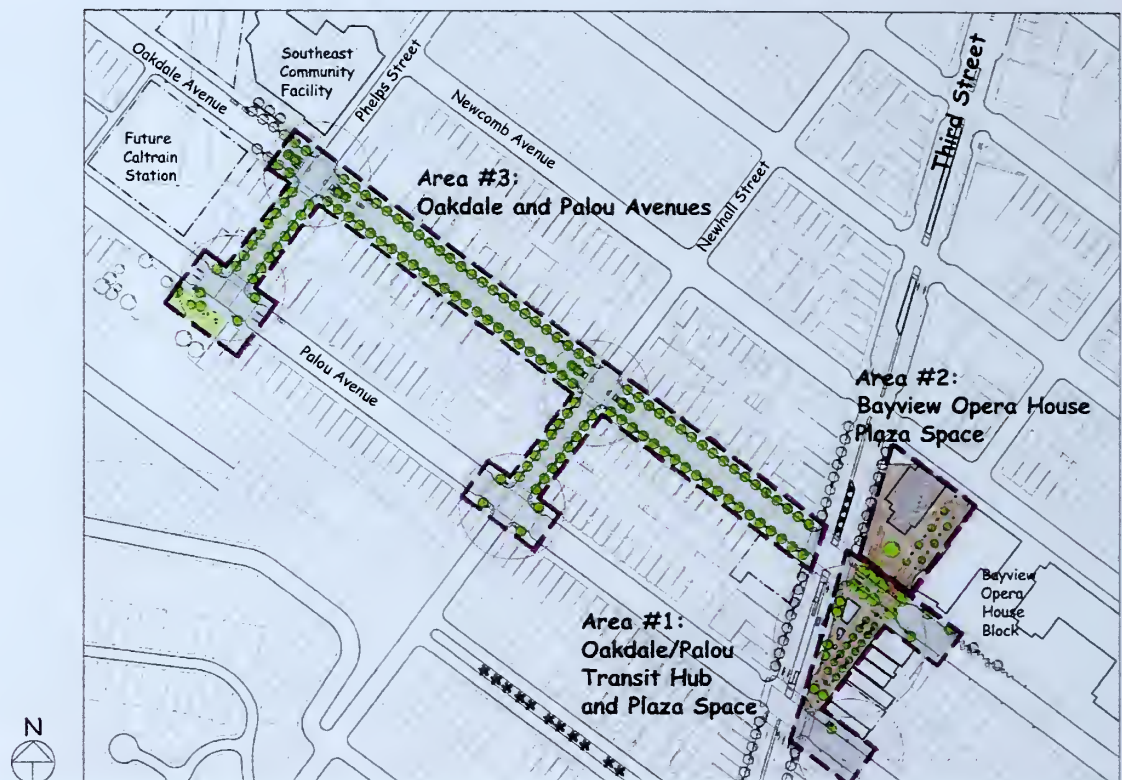 Oakdale Avenue
Southeast
Community
Facility
Phelps Street
Future
Caltrain
Station
Newcomb Avenue
Third Street
Area #3:
Oakdale and Palou Avenues
Newhall Street
Palou Avenue
Area #2:
Bayview Opera House
Plaza Space
Bayview
Opera
House
Block
Area #1:
Oakdale/Palou
Transit Hub
and Plaza Space
N